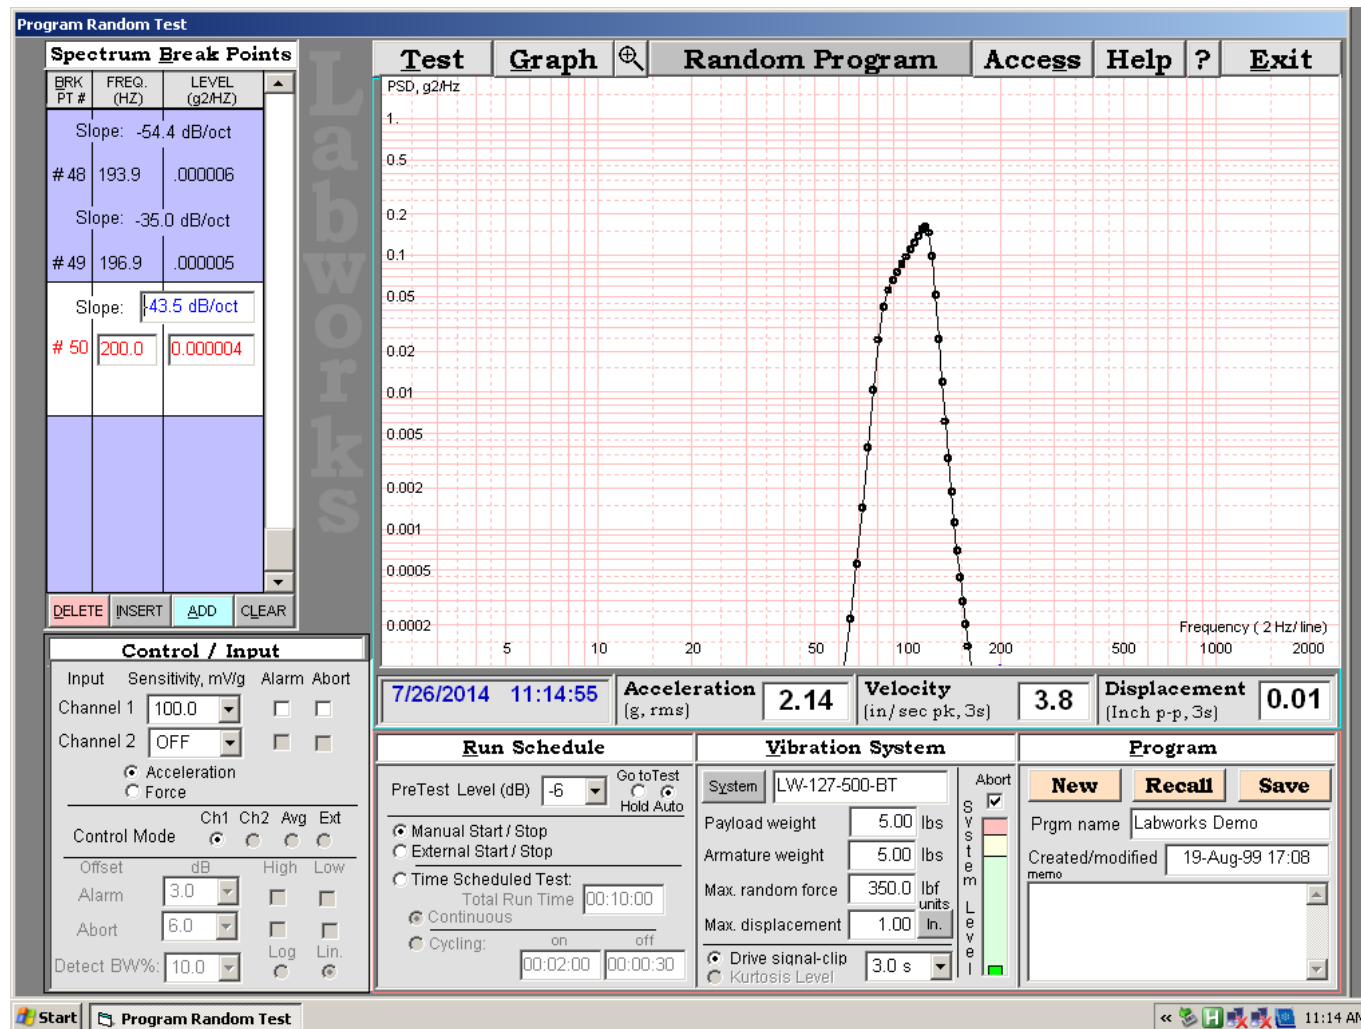 Program Random Test
Spectrum Break Points
BRK PT # FREQ. (HZ) LEVEL (g2/HZ)
Slope: -54.4 dB/oct
# 48 193.9 .000006
Slope: -35.0 dB/oct
# 49 196.9 .000005
Slope: -43.5 dB/oct
# 50 200.0 0.000004
DELETE INSERT ADD CLEAR
Labworks
Test Graph Random Program Access Help ? Exit
PSD, g2/Hz
1.
0.5
0.2
0.1
0.05
0.02
0.01
0.005
0.002
0.001
0.0005
0.0002
Frequency ( 2 Hz/line)
5 10 20 50 100 200 500 1000 2000
7/26/2014 11:14:55
Acceleration (g, rms) 2.14
Velocity (in/sec pk, 3s) 3.8
Displacement (Inch p-p, 3s) 0.01
Control / Input
Input Sensitivity, mV/g Alarm Abort
Channel 1 100.0
Channel 2 OFF
Acceleration
Force
Ch1 Ch2 Avg Ext
Control Mode
Offset dB High Low
Alarm 3.0
Abort 6.0
Log Lin.
Detect BW%: 10.0
Run Schedule
PreTest Level (dB) -6 Go to Test
Hold Auto
Manual Start / Stop
External Start / Stop
Time Scheduled Test:
Total Run Time 00:10:00
Continuous
Cycling: on off
00:02:00 00:00:30
Vibration System
System LW-127-500-BT
Payload weight 5.00 lbs
Armature weight 5.00 lbs
Max. random force 350.0 lbf
units
Max. displacement 1.00 In.
Drive signal-clip 3.0 s
Kurtosis Level
Abort
System Level
Program
New Recall Save
Prgm name Labworks Demo
Created/modified 19-Aug-99 17:08
memo
Start Program Random Test « H 11:14 AM